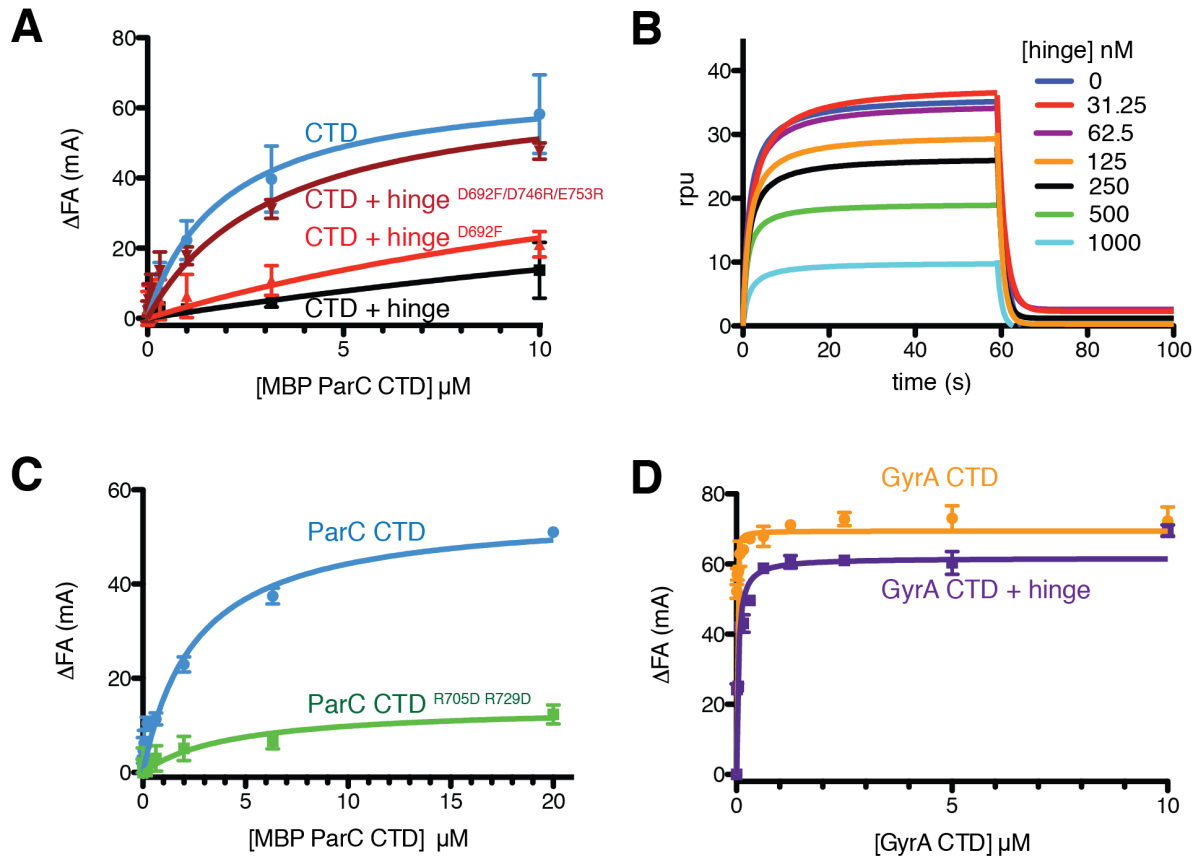 A
80
60
40
20
0
ΔFA (mA)
CTD
CTD + hinge D692F/D746R/E753R
CTD + hinge D692F
CTD + hinge
0 5 10
[MBP ParC CTD] µM
B
[hinge] nM
0
31.25
62.5
125
250
500
1000
40
30
20
10
0
rpu
0 20 40 60 80 100
time (s)
C
60
40
20
0
ΔFA (mA)
ParC CTD
ParC CTD R705D R729D
0 5 10 15 20
[MBP ParC CTD] µM
D
GyrA CTD
80
60
40
20
0
ΔFA (mA)
GyrA CTD + hinge
0 5 10
[GyrA CTD] µM